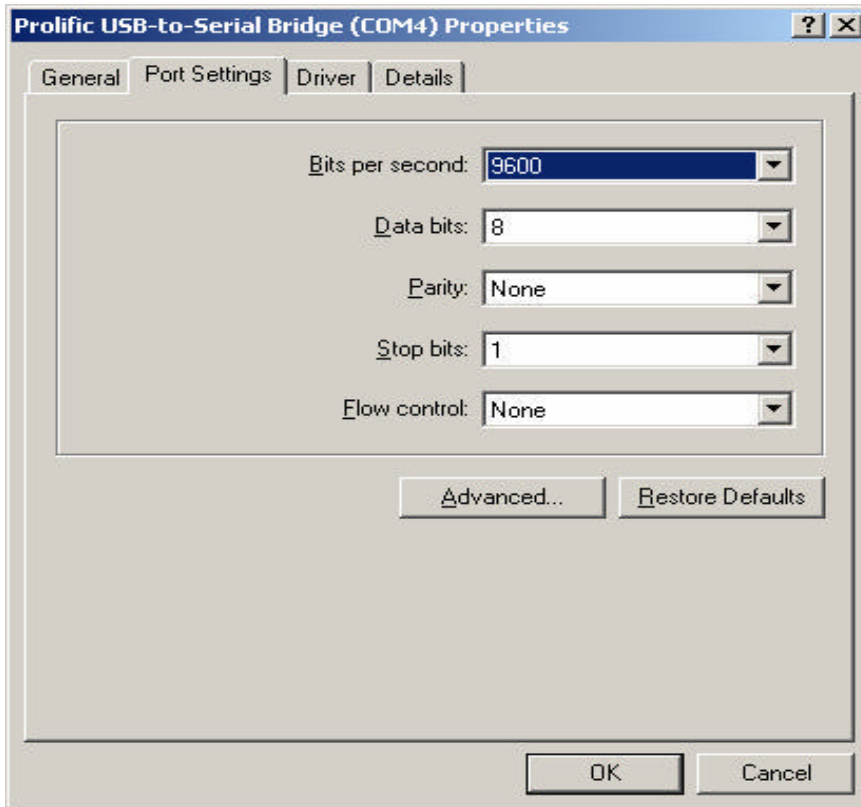 Prolific USB-to-Serial Bridge (COM4) Properties ? X
General Port Settings Driver Details
Bits per second: 9600
Data bits: 8
Parity: None
Stop bits: 1
Flow control: None
Advanced... Restore Defaults
OK Cancel